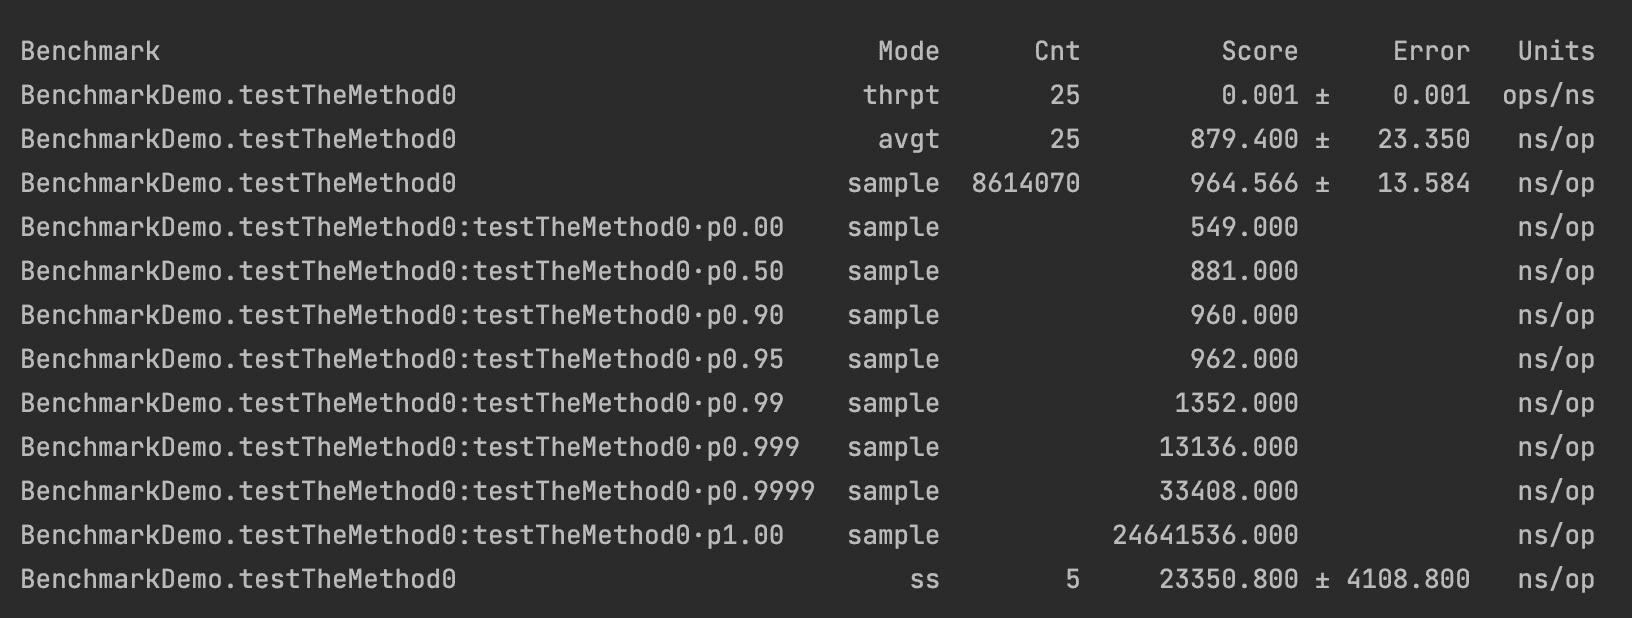 Benchmark Mode Cnt Score Error Units
BenchmarkDemo.testTheMethod0 thrpt 25 0.001 ± 0.001 ops/ns
BenchmarkDemo.testTheMethod0 avgt 25 879.400 ± 23.350 ns/op
BenchmarkDemo.testTheMethod0 sample 8614070 964.566 ± 13.584 ns/op
BenchmarkDemo.testTheMethod0:testTheMethod0·p0.00 sample 549.000 ns/op
BenchmarkDemo.testTheMethod0:testTheMethod0·p0.50 sample 881.000 ns/op
BenchmarkDemo.testTheMethod0:testTheMethod0·p0.90 sample 960.000 ns/op
BenchmarkDemo.testTheMethod0:testTheMethod0·p0.95 sample 962.000 ns/op
BenchmarkDemo.testTheMethod0:testTheMethod0·p0.99 sample 1352.000 ns/op
BenchmarkDemo.testTheMethod0:testTheMethod0·p0.999 sample 13136.000 ns/op
BenchmarkDemo.testTheMethod0:testTheMethod0·p0.9999 sample 33408.000 ns/op
BenchmarkDemo.testTheMethod0:testTheMethod0·p1.00 sample 24641536.000 ns/op
BenchmarkDemo.testTheMethod0 ss 5 23350.800 ± 4108.800 ns/op